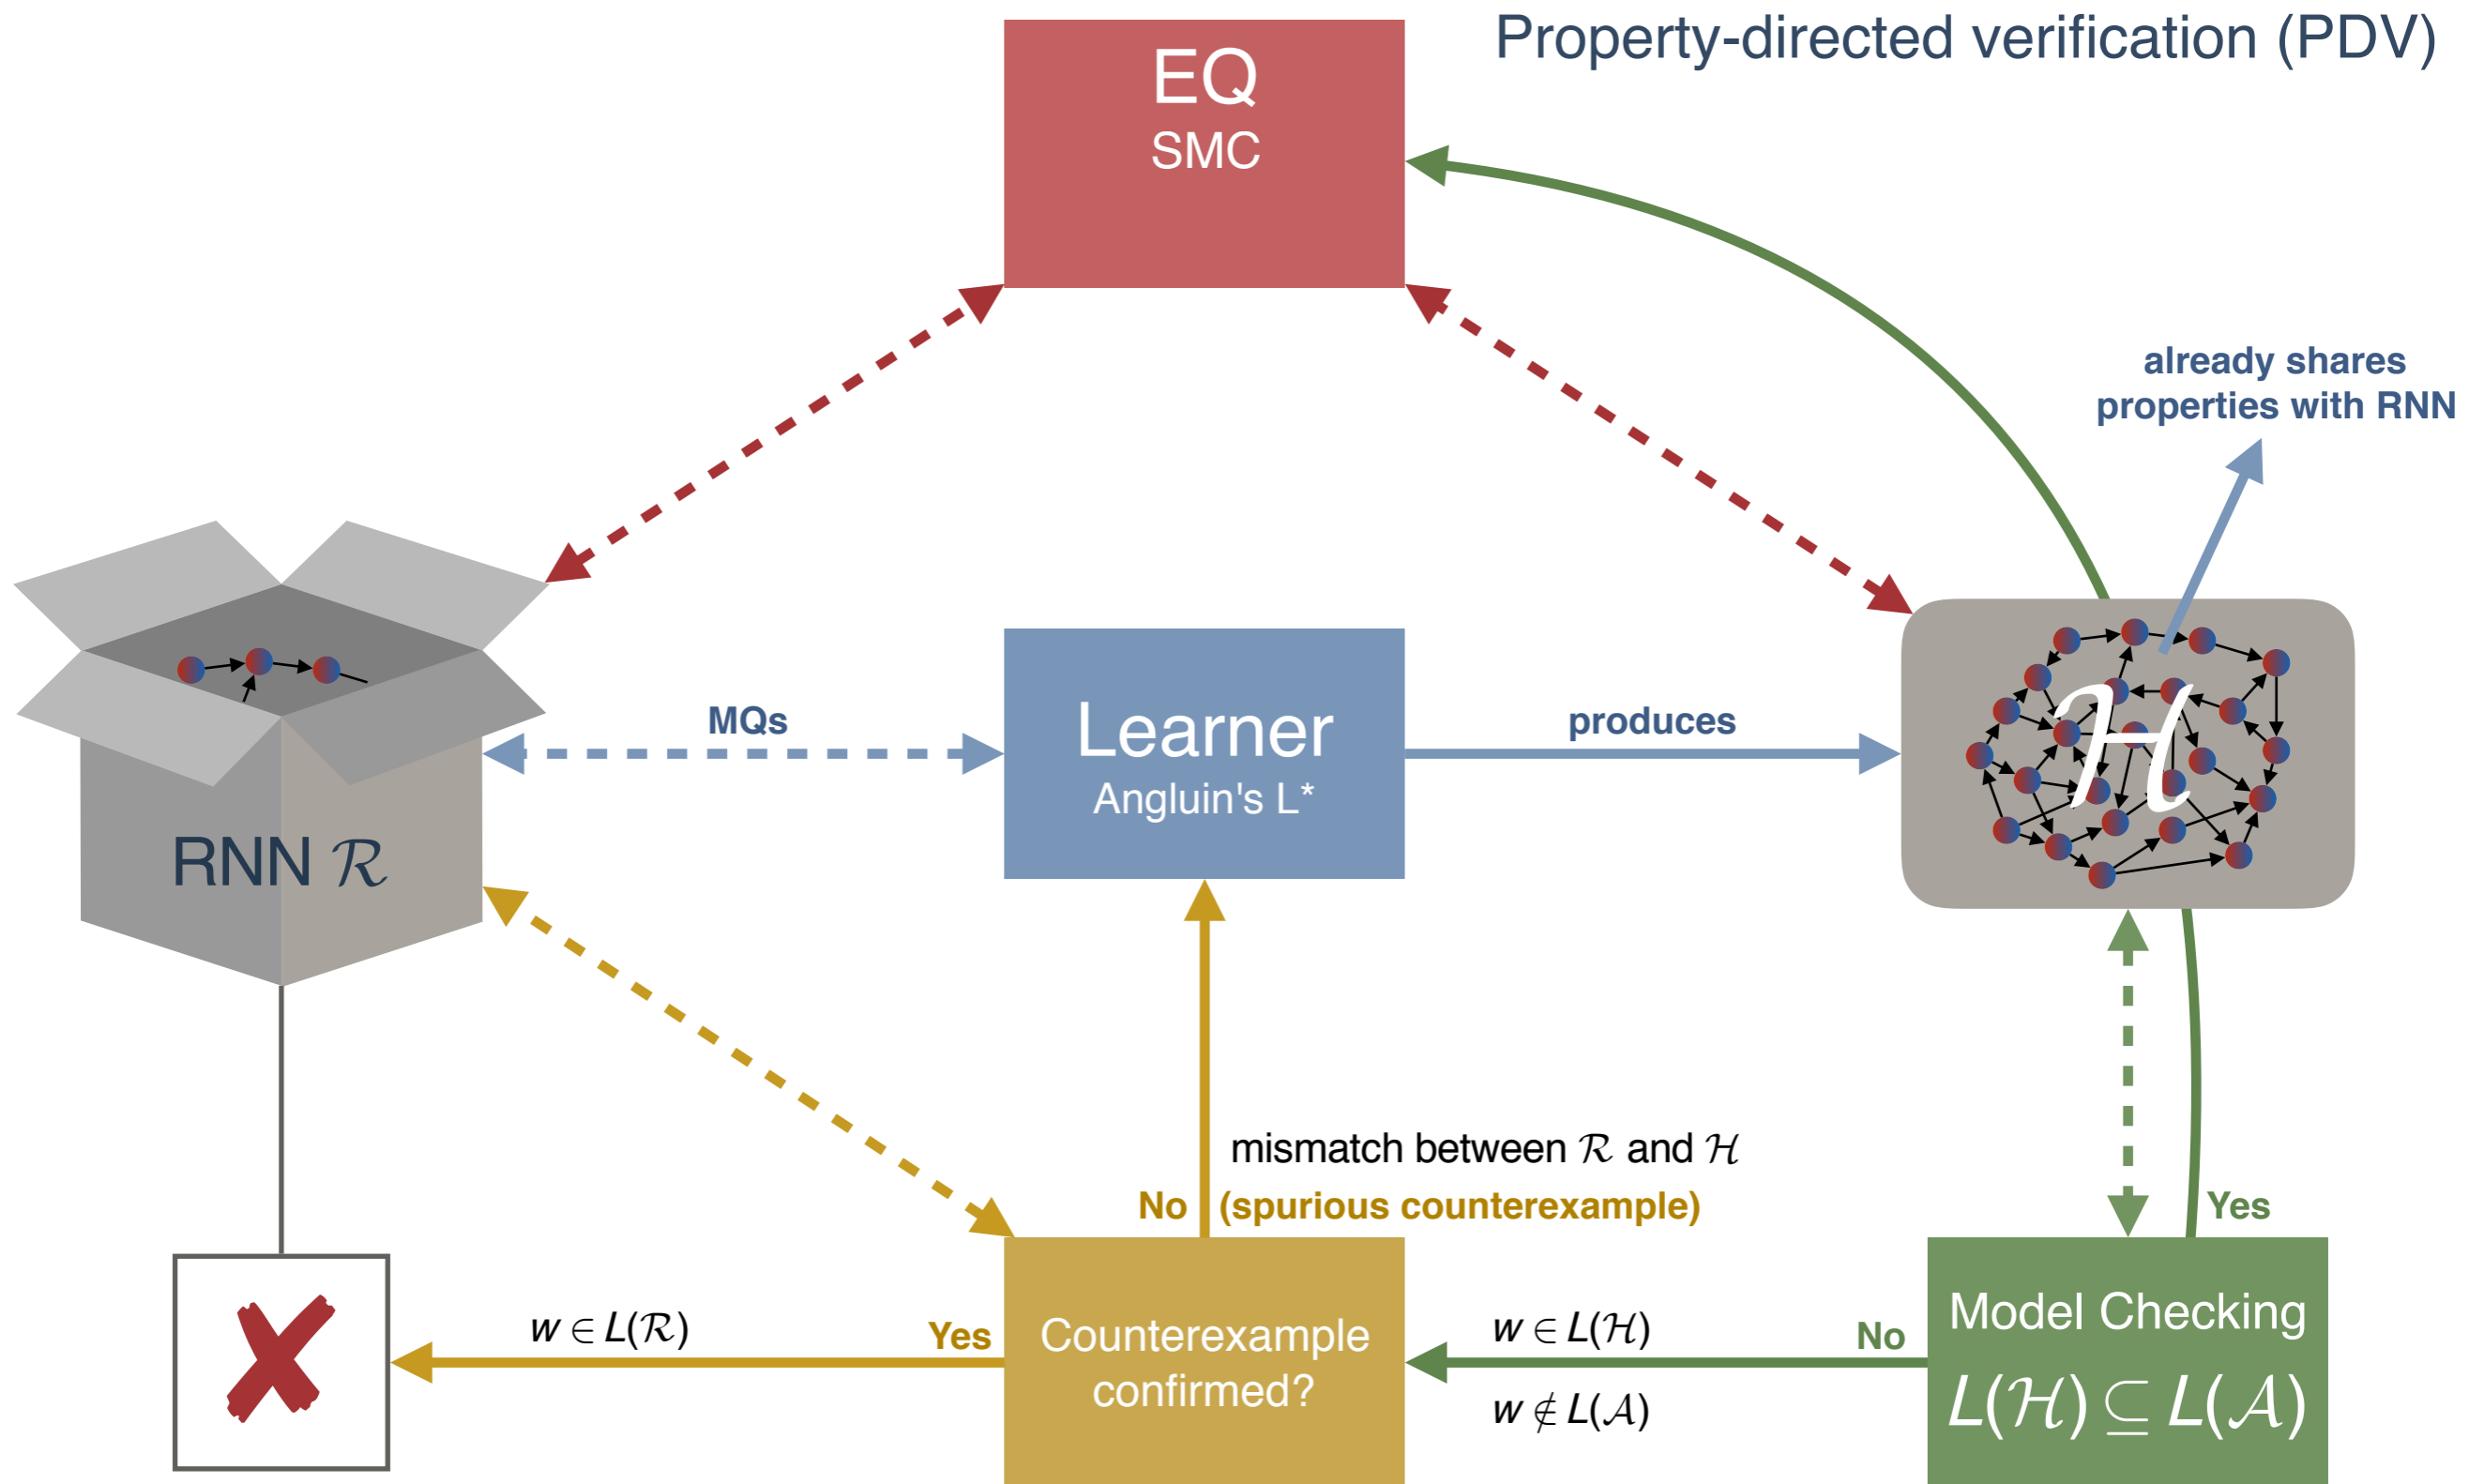 Property-directed verification (PDV)
EQ
SMC
already shares
properties with RNN
MQs
Learner
Angluin's L*
produces
ℋ
RNN ℛ
mismatch between ℛ and ℋ
No (spurious counterexample)
Yes
w ∈ L(ℛ)
Yes
Counterexample
confirmed?
w ∈ L(ℋ)
w ∉ L(𝒜)
No
Model Checking
L(ℋ) ⊆ L(𝒜)